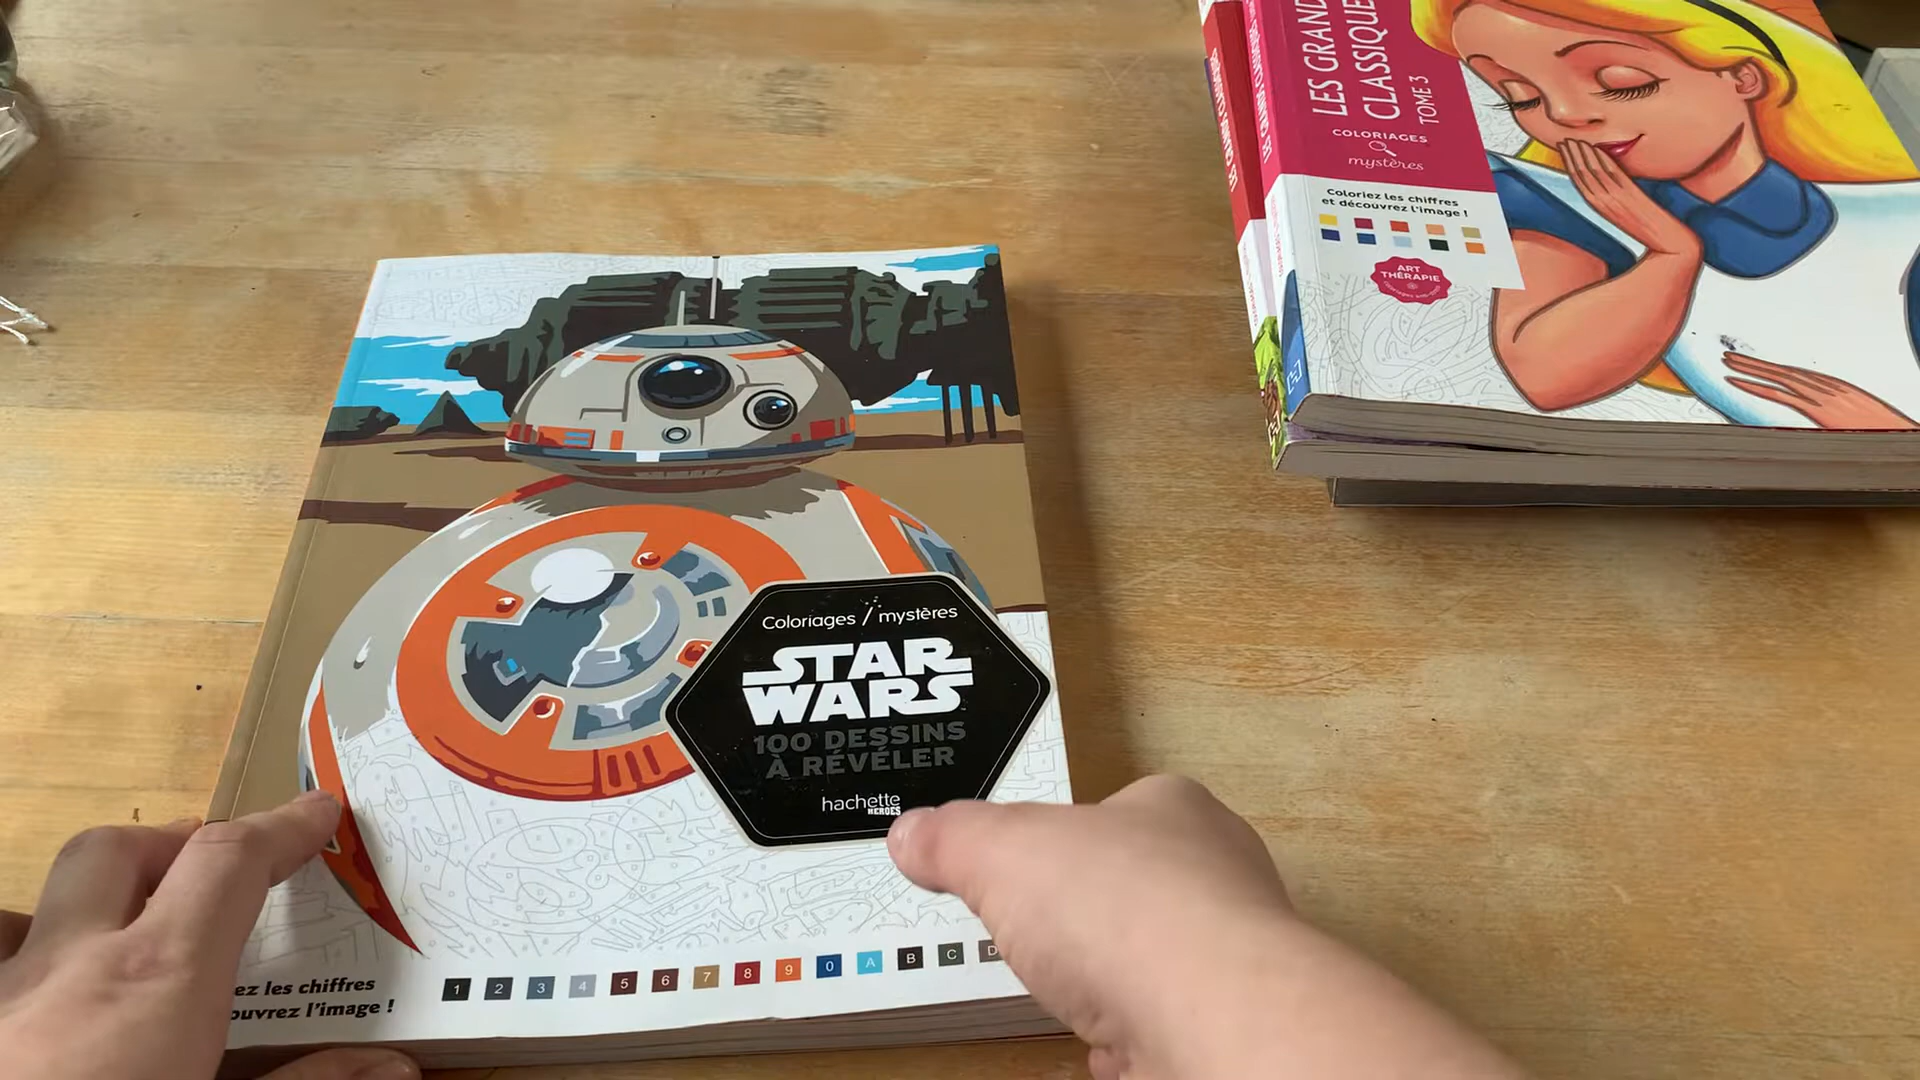 Coloriages / mystères
STAR
WARS
100 DESSINS
À RÉVÉLER
hachette
HEROES
ez les chiffres
ouvrez l'image !
1 2 3 4 5 6 7 8 9 0 A B C D
LES GRAND
CLASSIQUE
TOME 3
COLORIAGES
mystères
Coloriez les chiffres
et découvrez l'image !
ART
THÉRAPIE